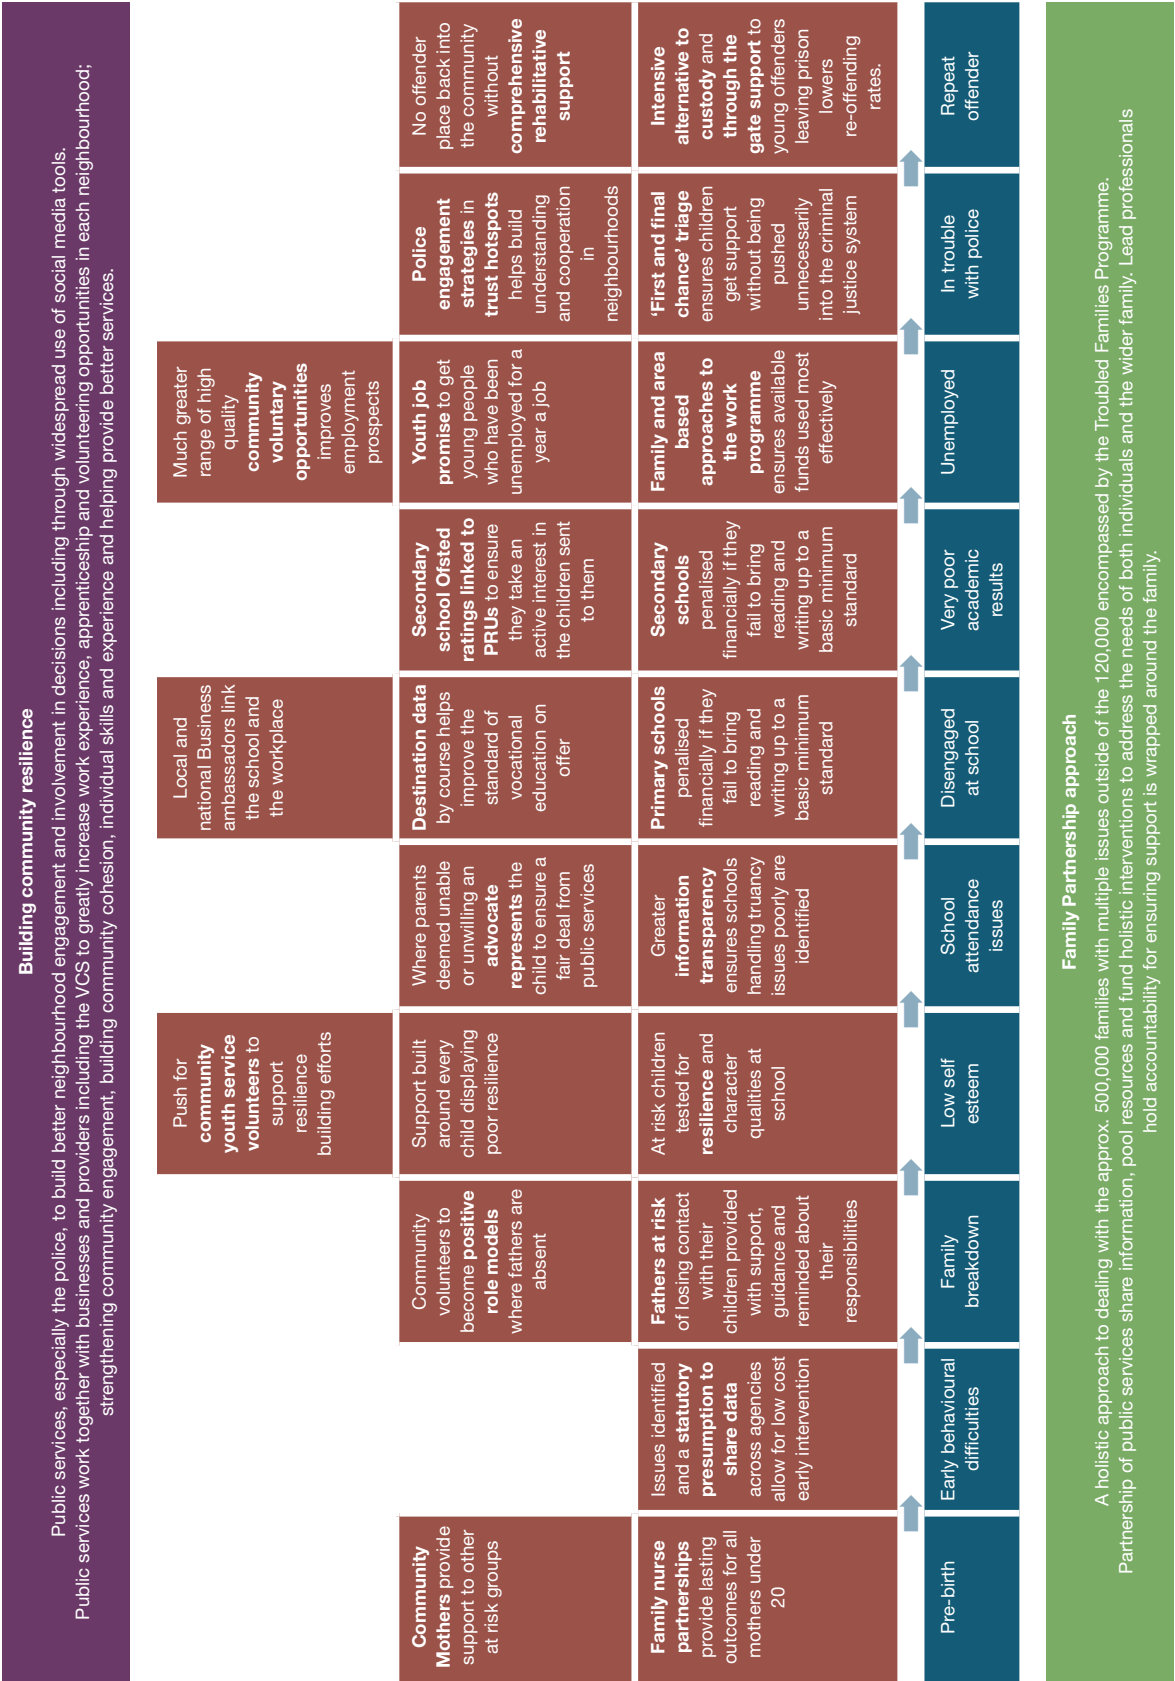 Building community resilience
Public services, especially the police, to build better neighbourhood engagement and involvement in decisions including through widespread use of social media tools.
Public services work together with businesses and providers including the VCS to greatly increase work experience, apprenticeship and volunteering opportunities in each neighbourhood;
strengthening community engagement, building community cohesion, individual skills and experience and helping provide better services.
Push for
community
youth service
volunteers to
support
resilience
building efforts
Local and
national Business
ambassadors link
the school and
the workplace
Much greater
range of high
quality
community
voluntary
opportunities
improves
employment
prospects
Community
Mothers provide
support to other
at risk groups
Community
volunteers to
become positive
role models
where fathers are
absent
Support built
around every
child displaying
poor resilience
Where parents
deemed unable
or unwilling an
advocate
represents the
child to ensure a
fair deal from
public services
Destination data
by course helps
improve the
standard of
vocational
education on
offer
Secondary
school Ofsted
ratings linked to
PRUs to ensure
they take an
active interest in
the children sent
to them
Youth job
promise to get
young people
who have been
unemployed for a
year a job
Police
engagement
strategies in
trust hotspots
helps build
understanding
and cooperation
in
neighbourhoods
No offender
place back into
the community
without
comprehensive
rehabilitative
support
Family nurse
partnerships
provide lasting
outcomes for all
mothers under
20
Issues identified
and a statutory
presumption to
share data
across agencies
allow for low cost
early intervention
Fathers at risk
of losing contact
with their
children provided
with support,
guidance and
reminded about
their
responsibilities
At risk children
tested for
resilience and
character
qualities at
school
Greater
information
transparency
ensures schools
handling truancy
issues poorly are
identified
Primary schools
penalised
financially if they
fail to bring
reading and
writing up to a
basic minimum
standard
Secondary
schools
penalised
financially if they
fail to bring
reading and
writing up to a
basic minimum
standard
Family and area
based
approaches to
the work
programme
ensures available
funds used most
effectively
‘First and final
chance’ triage
ensures children
get support
without being
pushed
unnecessarily
into the criminal
justice system
Intensive
alternative to
custody and
through the
gate support to
young offenders
leaving prison
lowers
re-offending
rates.
Pre-birth
Early behavioural
difficulties
Family
breakdown
Low self
esteem
School
attendance
issues
Disengaged
at school
Very poor
academic
results
Unemployed
In trouble
with police
Repeat
offender
Family Partnership approach
A holistic approach to dealing with the approx. 500,000 families with multiple issues outside of the 120,000 encompassed by the Troubled Families Programme.
Partnership of public services share information, pool resources and fund holistic interventions to address the needs of both individuals and the wider family. Lead professionals
hold accountability for ensuring support is wrapped around the family.